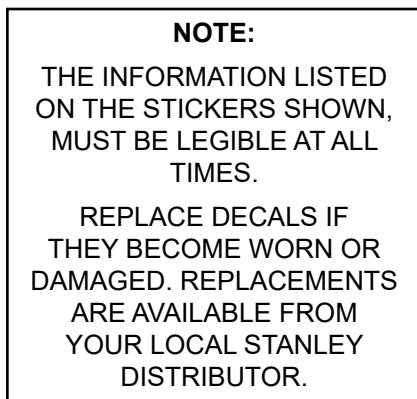 NOTE:
THE INFORMATION LISTED
ON THE STICKERS SHOWN,
MUST BE LEGIBLE AT ALL
TIMES.
REPLACE DECALS IF
THEY BECOME WORN OR
DAMAGED. REPLACEMENTS
ARE AVAILABLE FROM
YOUR LOCAL STANLEY
DISTRIBUTOR.